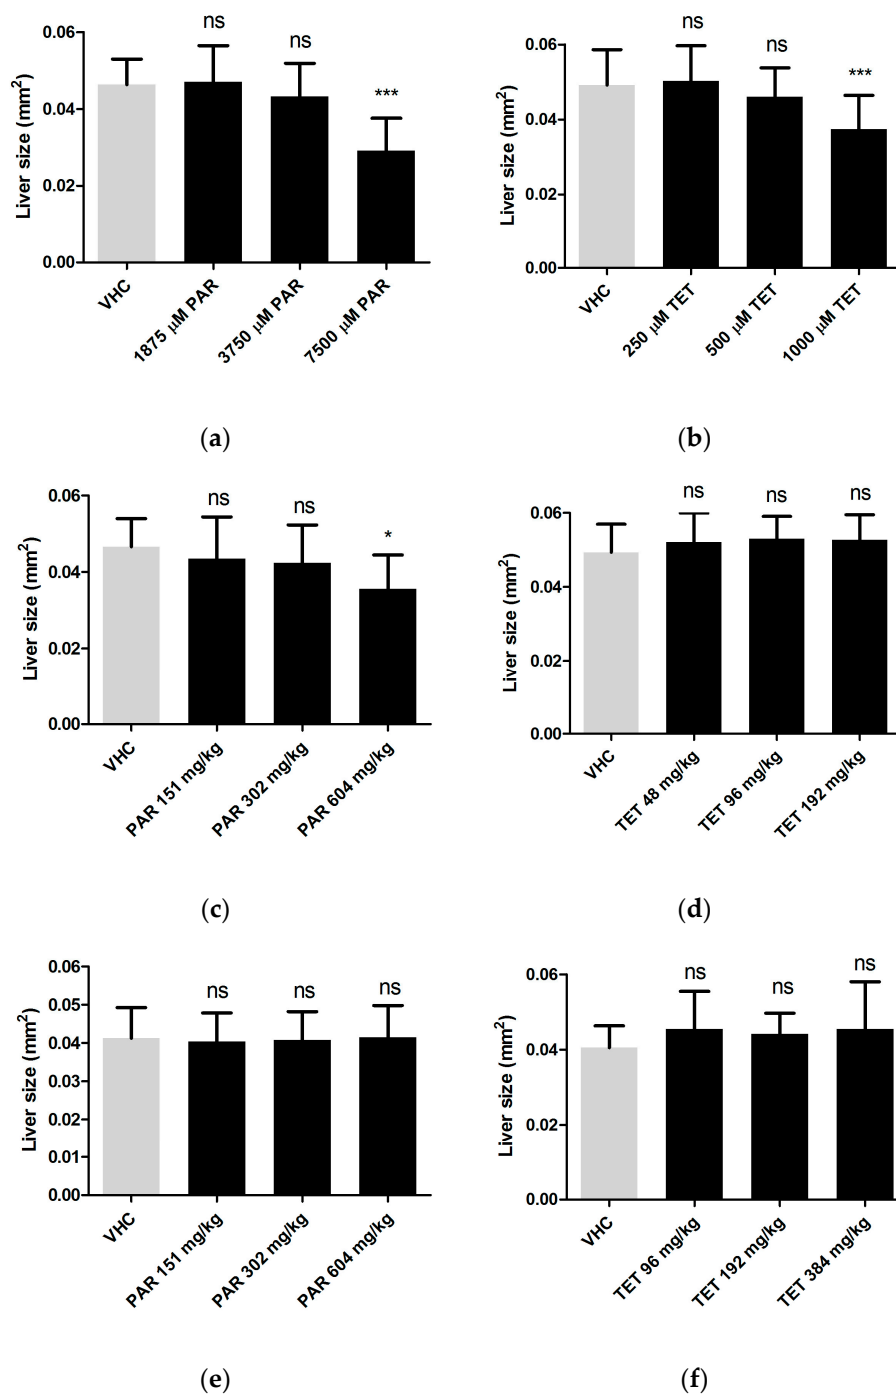 ns
ns
***
0.06
0.04
0.02
0.00
Liver size (mm²)
VHC
1875 μM PAR
3750 μM PAR
7500 μM PAR
(a)
ns
ns
***
0.06
0.04
0.02
0.00
Liver size (mm²)
VHC
250 μM TET
500 μM TET
1000 μM TET
(b)
ns
ns
*
0.06
0.04
0.02
0.00
Liver size (mm²)
VHC
PAR 151 mg/kg
PAR 302 mg/kg
PAR 604 mg/kg
(c)
ns
ns
ns
0.06
0.04
0.02
0.00
Liver size (mm²)
VHC
TET 48 mg/kg
TET 96 mg/kg
TET 192 mg/kg
(d)
ns
ns
ns
0.06
0.05
0.04
0.03
0.02
0.01
0.00
Liver size (mm²)
VHC
PAR 151 mg/kg
PAR 302 mg/kg
PAR 604 mg/kg
(e)
ns
ns
ns
0.06
0.04
0.02
0.00
Liver size (mm²)
VHC
TET 96 mg/kg
TET 192 mg/kg
TET 384 mg/kg
(f)